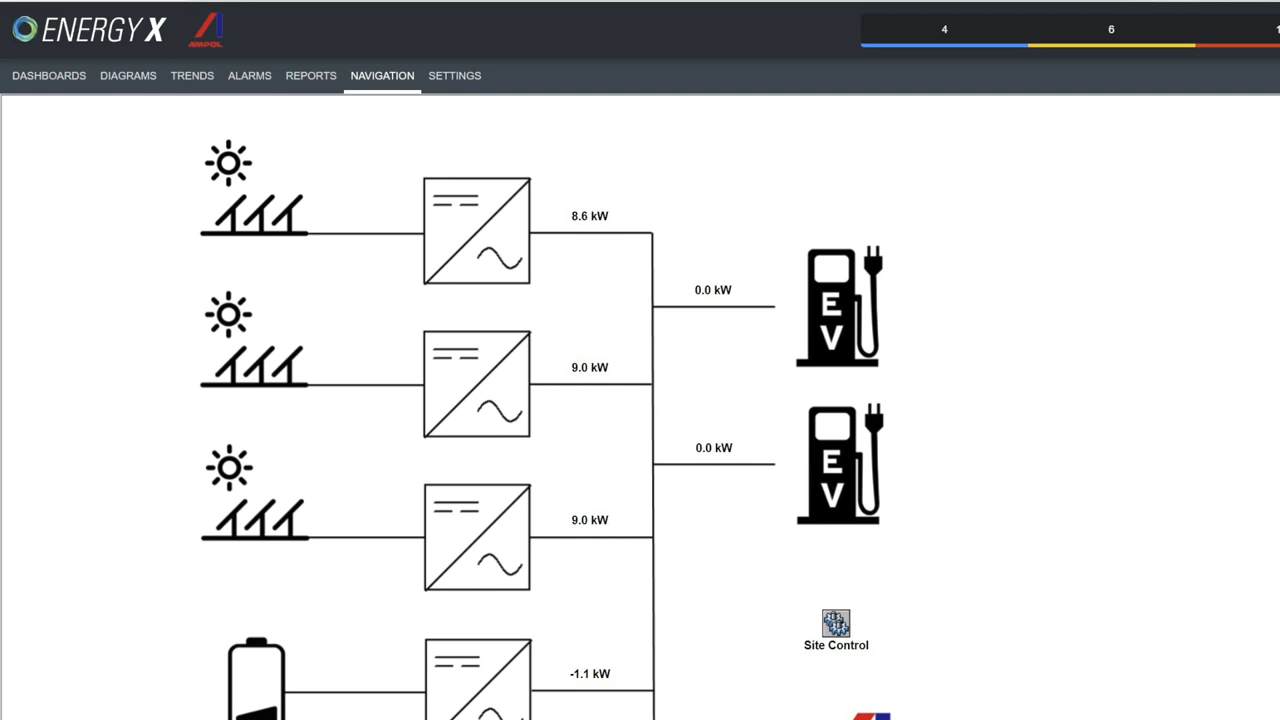 ENERGY X AMPOL
4 6
DASHBOARDS DIAGRAMS TRENDS ALARMS REPORTS NAVIGATION SETTINGS
8.6 kW
0.0 kW
E
V
9.0 kW
0.0 kW
E
V
9.0 kW
Site Control
-1.1 kW